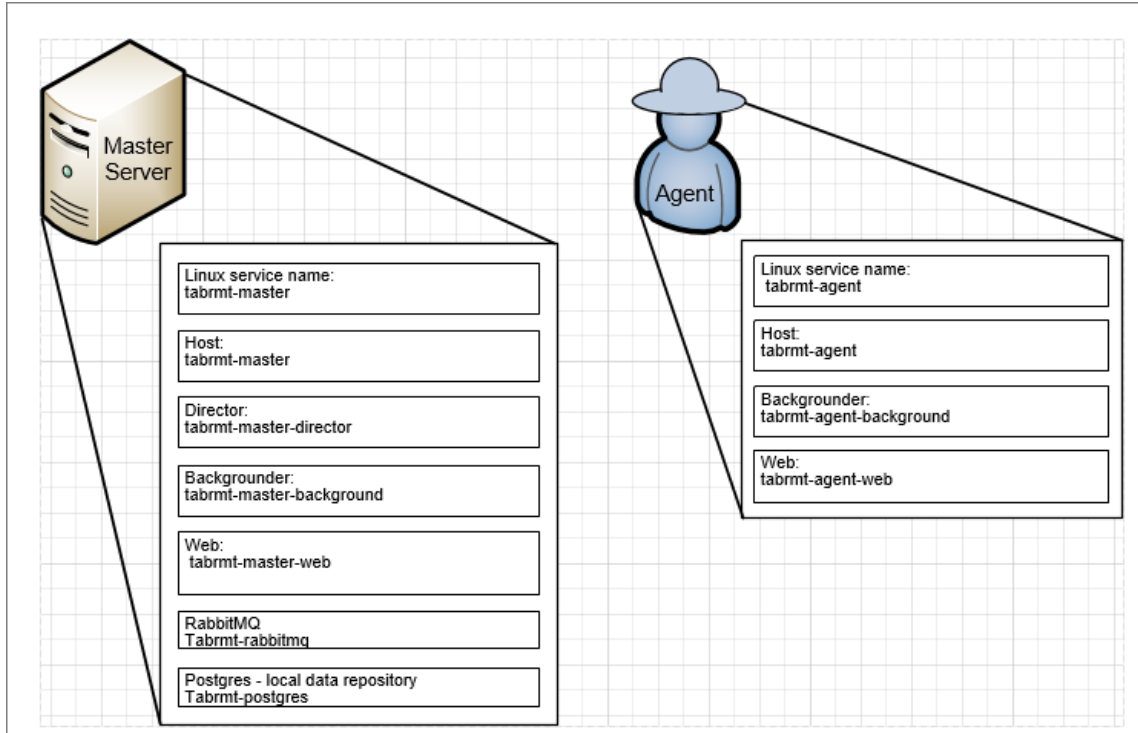 Master
Server
Linux service name:
tabrmt-master
Host:
tabrmt-master
Director:
tabrmt-master-director
Backgrounder:
tabrmt-master-background
Web:
tabrmt-master-web
RabbitMQ
Tabrmt-rabbitmq
Postgres - local data repository
Tabrmt-postgres
Agent
Linux service name:
tabrmt-agent
Host:
tabrmt-agent
Backgrounder:
tabrmt-agent-background
Web:
tabrmt-agent-web